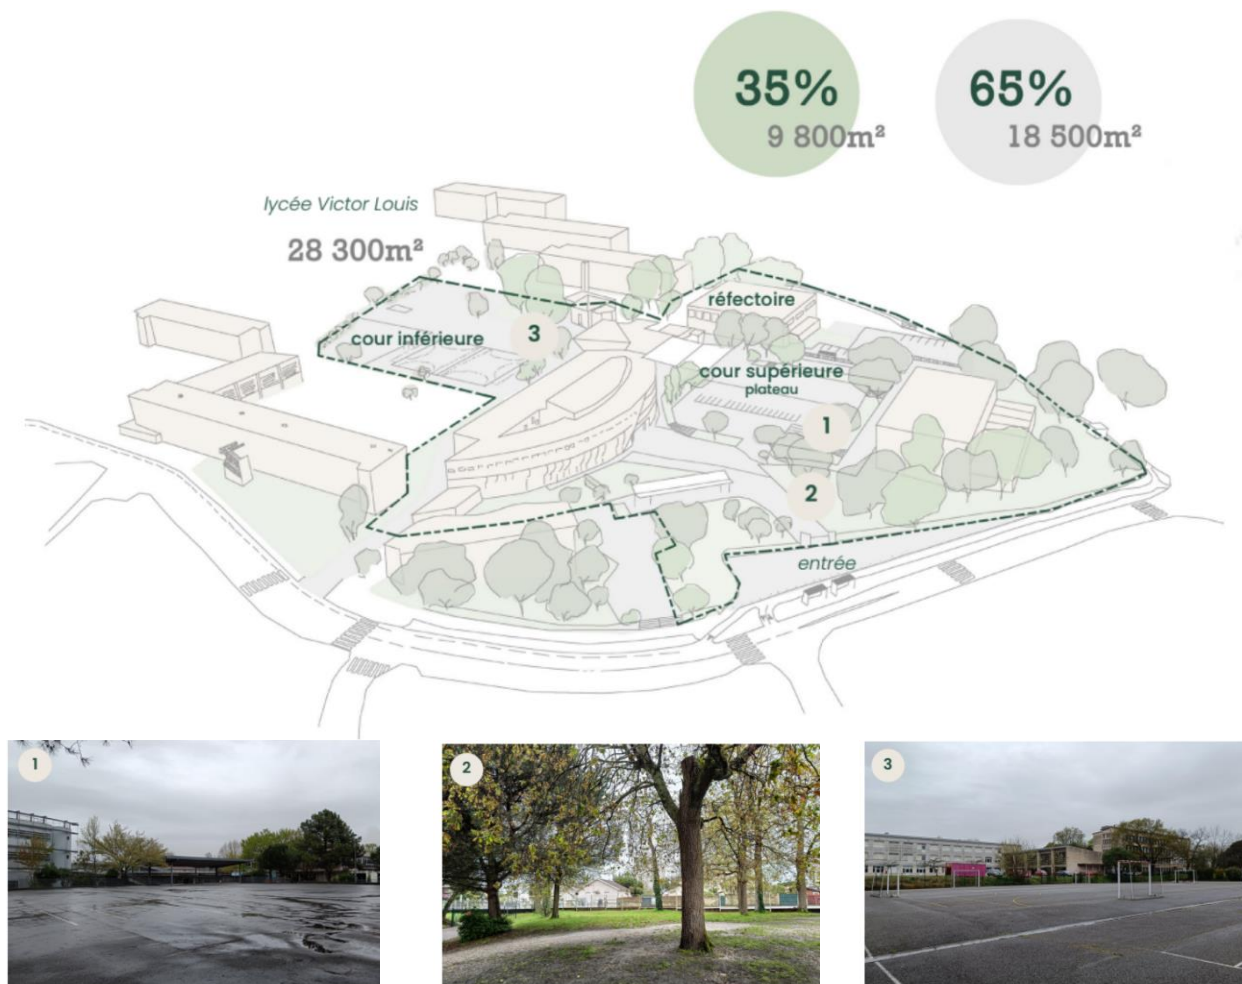 35%
9 800m²
65%
18 500m²
lycée Victor Louis
28 300m²
réfectoire
cour inférieure
3
cour supérieure
plateau
1
2
entrée
1
2
3